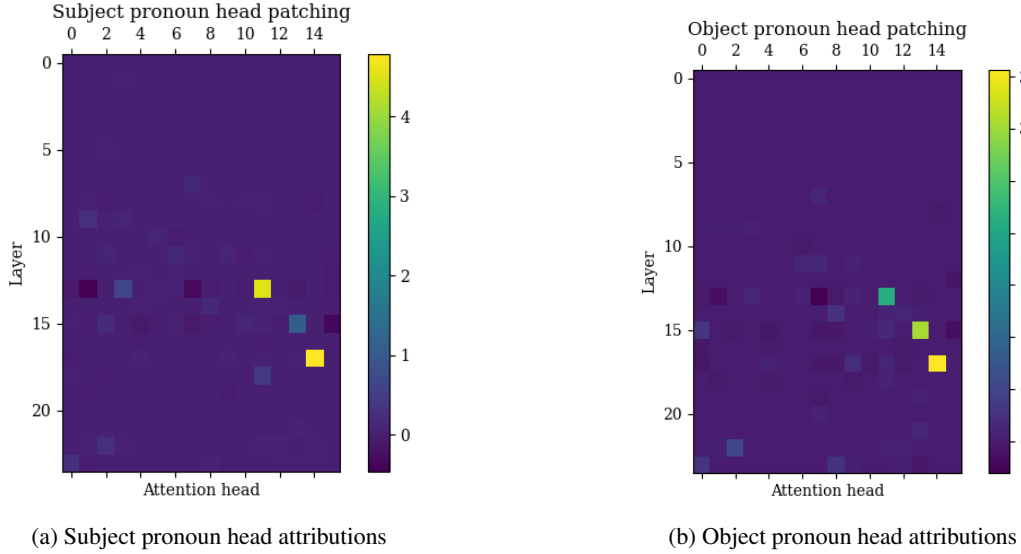 Subject pronoun head patching
0 2 4 6 8 10 12 14
0
5
10
15
20
Layer
Attention head
4
3
2
1
0
(a) Subject pronoun head attributions
Object pronoun head patching
0 2 4 6 8 10 12 14
0
5
10
15
20
Layer
Attention head
(b) Object pronoun head attributions